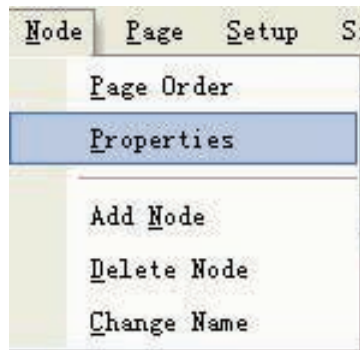 Node Page Setup S
Page Order
Properties
Add Node
Delete Node
Change Name